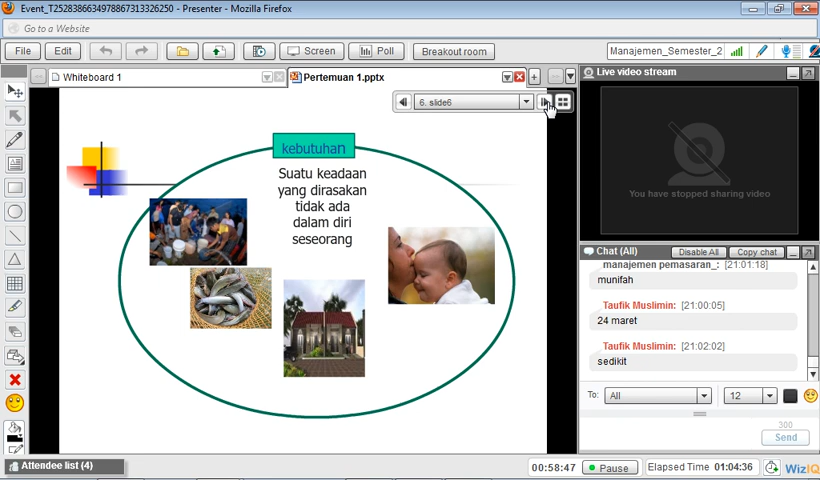 Event_T2528386634978867313326250 - Presenter - Mozilla Firefox
Go to a Website
File
Edit
Screen
Poll
Breakout room
Manajemen_Semester_2
Whiteboard 1
Pertemuan 1.pptx
Live video stream
6. slide6
kebutuhan
Suatu keadaan
yang dirasakan
tidak ada
dalam diri
seseorang
You have stopped sharing video
Chat (All)
Disable All
Copy chat
manajemen pemasaran_: [21:01:18]
munifah
Taufik Muslimin: [21:00:05]
24 maret
Taufik Muslimin: [21:02:02]
sedikit
To:
All
12
300
Send
Attendee list (4)
00:58:47
Pause
Elapsed Time 01:04:36
WizIQ